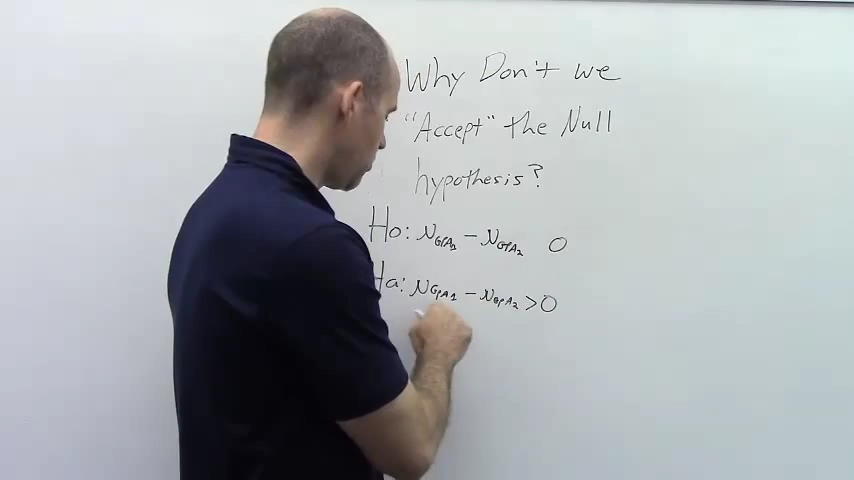 Why Don't we
"Accept" the Null
hypothesis?
Ho: μGPA1 - μGPA2 0
Ha: μGPA1 - μGPA2 >0